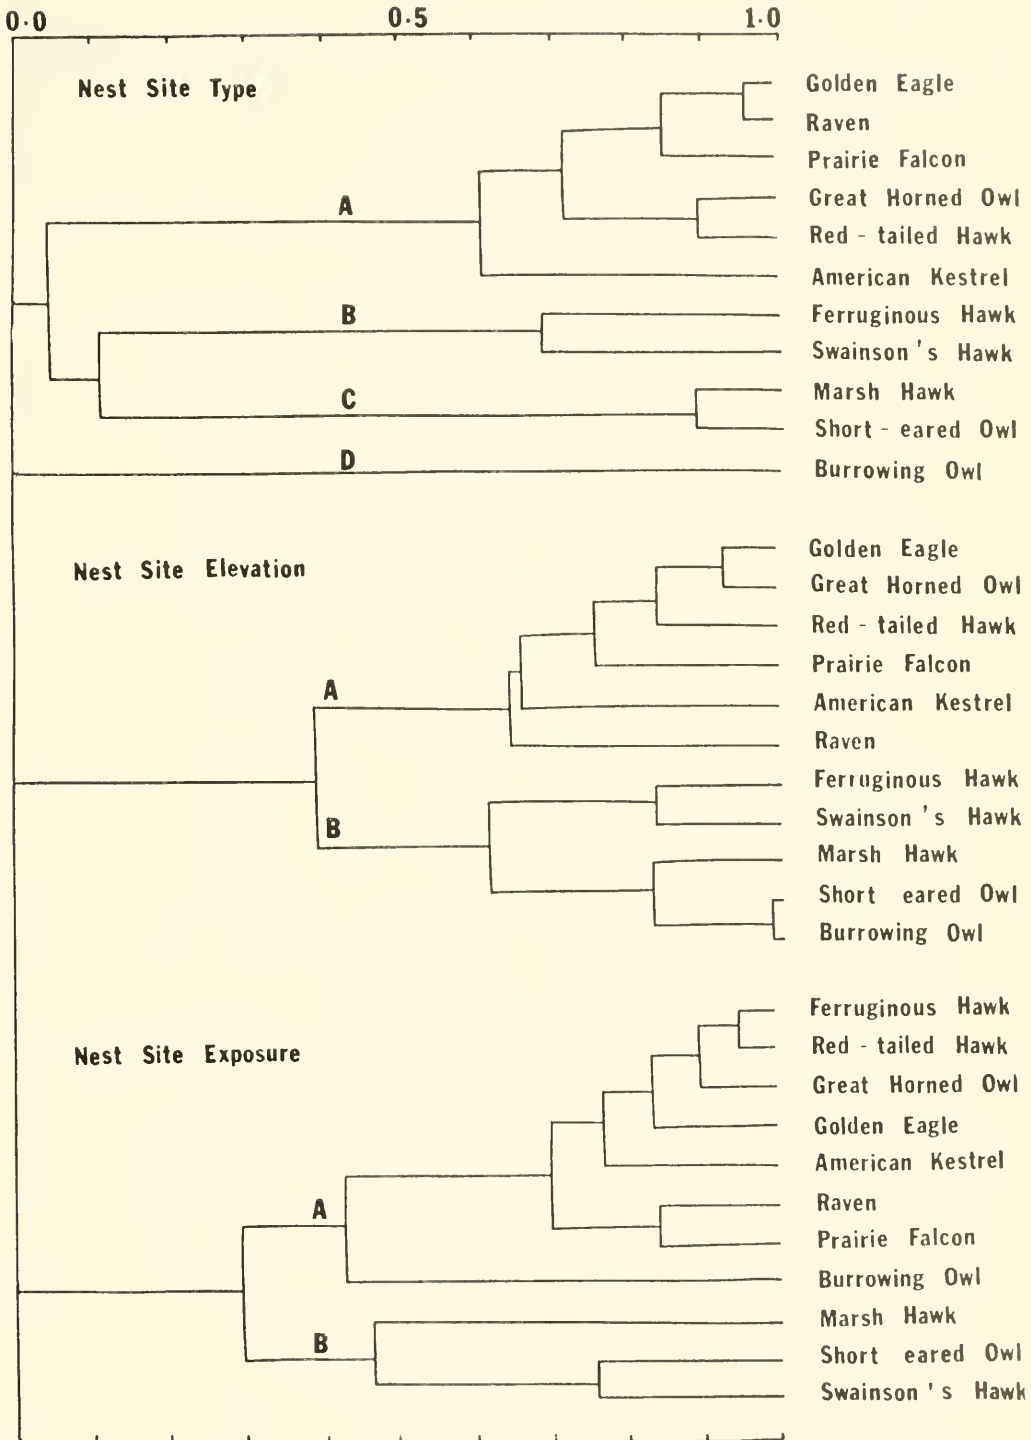 0.0 0.5 1.0
Nest Site Type
Golden Eagle
Raven
Prairie Falcon
Great Horned Owl
Red - tailed Hawk
A
American Kestrel
B
Ferruginous Hawk
Swainson's Hawk
C
Marsh Hawk
Short - eared Owl
D
Burrowing Owl
Nest Site Elevation
Golden Eagle
Great Horned Owl
Red - tailed Hawk
Prairie Falcon
A
American Kestrel
Raven
Ferruginous Hawk
Swainson's Hawk
B
Marsh Hawk
Short eared Owl
Burrowing Owl
Nest Site Exposure
Ferruginous Hawk
Red - tailed Hawk
Great Horned Owl
Golden Eagle
American Kestrel
A
Raven
Prairie Falcon
Burrowing Owl
B
Marsh Hawk
Short eared Owl
Swainson's Hawk